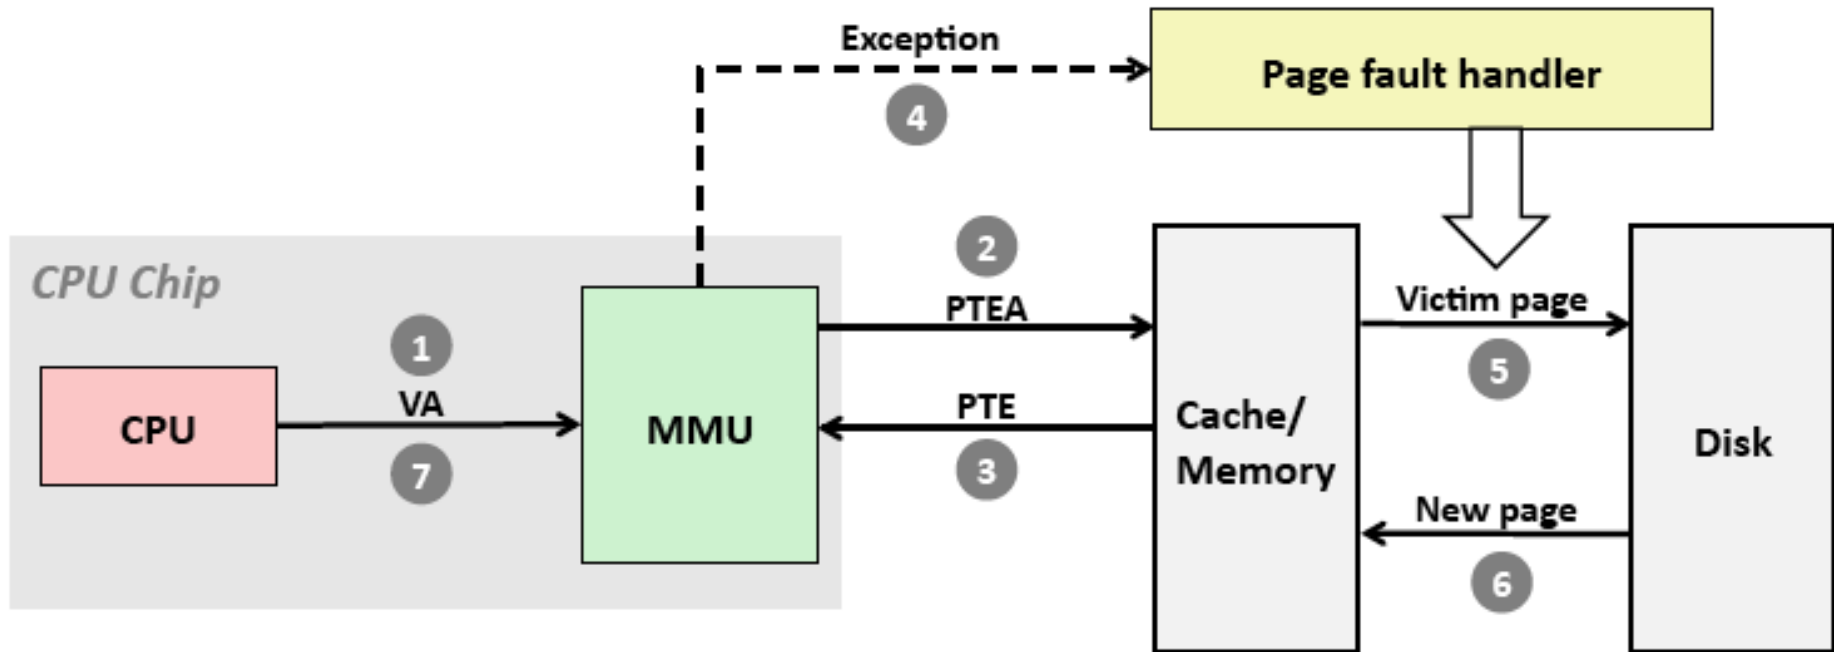 Exception
Page fault handler
4
2
CPU Chip
PTEA
Victim page
1
5
VA
PTE
CPU
MMU
Cache/
Memory
Disk
7
3
New page
6